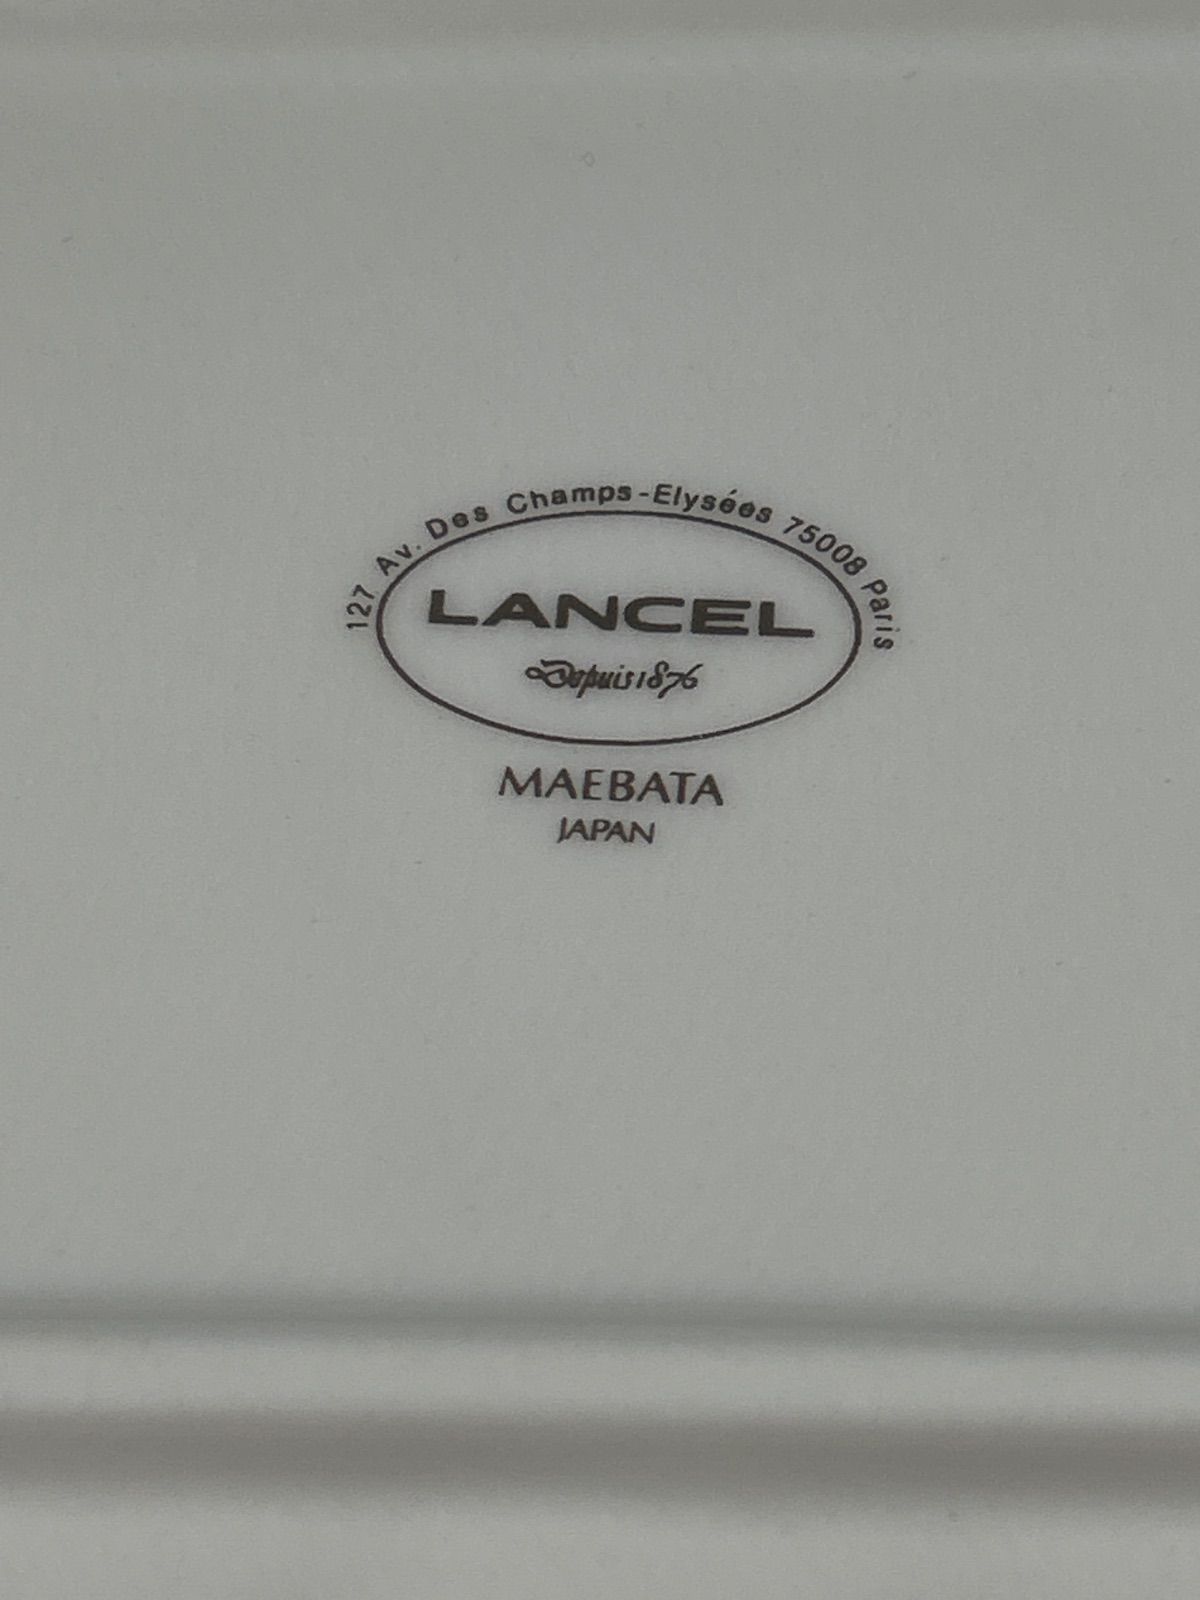 127 Av. Des Champs-Elysées 75008 Paris
LANCEL
Depuis 1876
MAEBATA
JAPAN